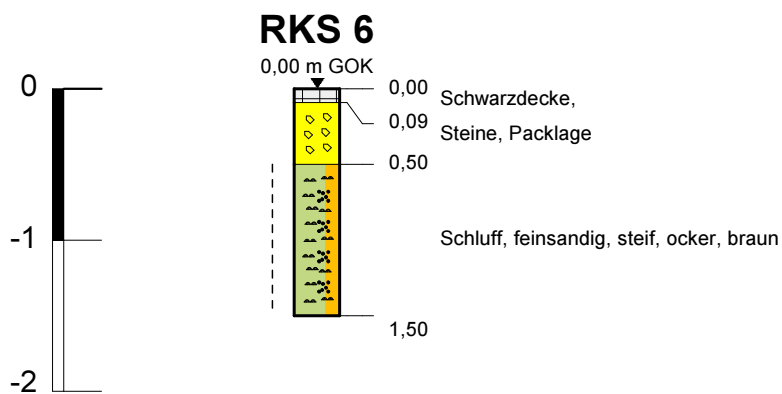 RKS 6
0,00 m GOK
0
0,00
Schwarzdecke,
0,09
Steine, Packlage
0,50
-1
Schluff, feinsandig, steif, ocker, braun
1,50
-2